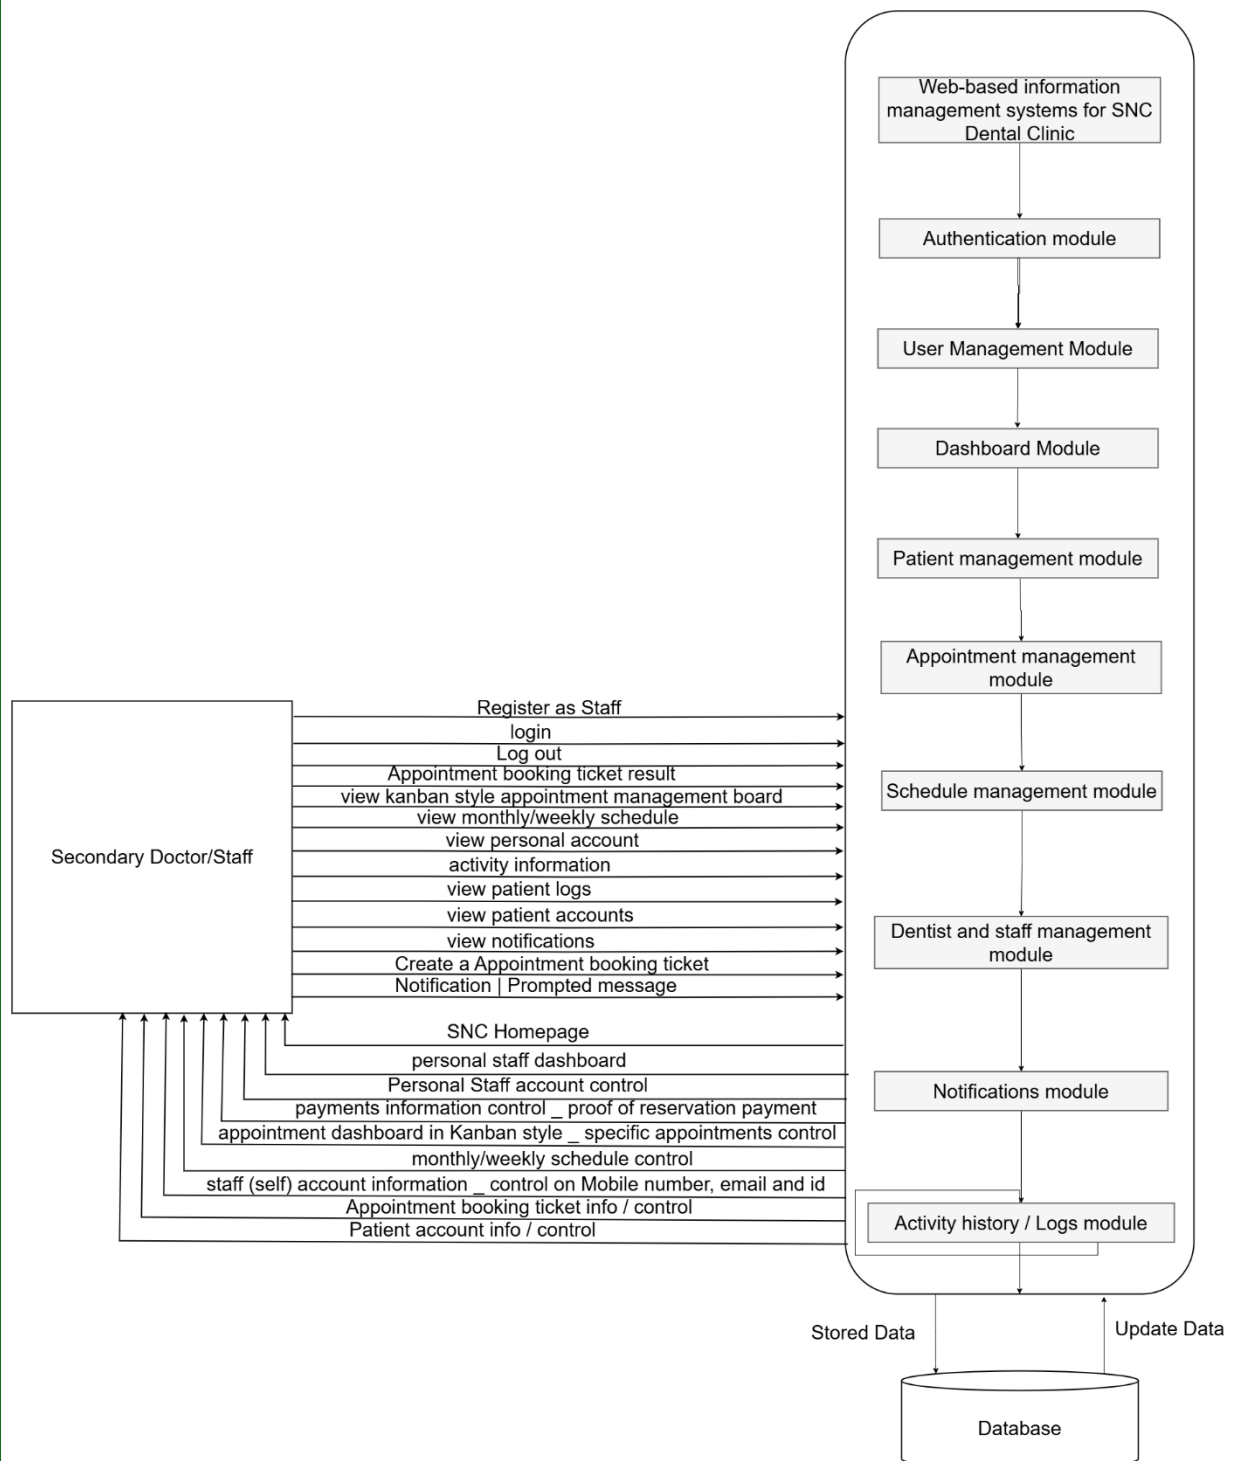 Web-based information
management systems for SNC
Dental Clinic
Authentication module
User Management Module
Dashboard Module
Patient management module
Appointment management
module
Schedule management module
Dentist and staff management
module
Notifications module
Activity history / Logs module
Secondary Doctor/Staff
Register as Staff
login
Log out
Appointment booking ticket result
view kanban style appointment management board
view monthly/weekly schedule
view personal account
activity information
view patient logs
view patient accounts
view notifications
Create a Appointment booking ticket
Notification | Prompted message
SNC Homepage
personal staff dashboard
Personal Staff account control
payments information control _ proof of reservation payment
appointment dashboard in Kanban style _ specific appointments control
monthly/weekly schedule control
staff (self) account information _ control on Mobile number, email and id
Appointment booking ticket info / control
Patient account info / control
Stored Data
Update Data
Database